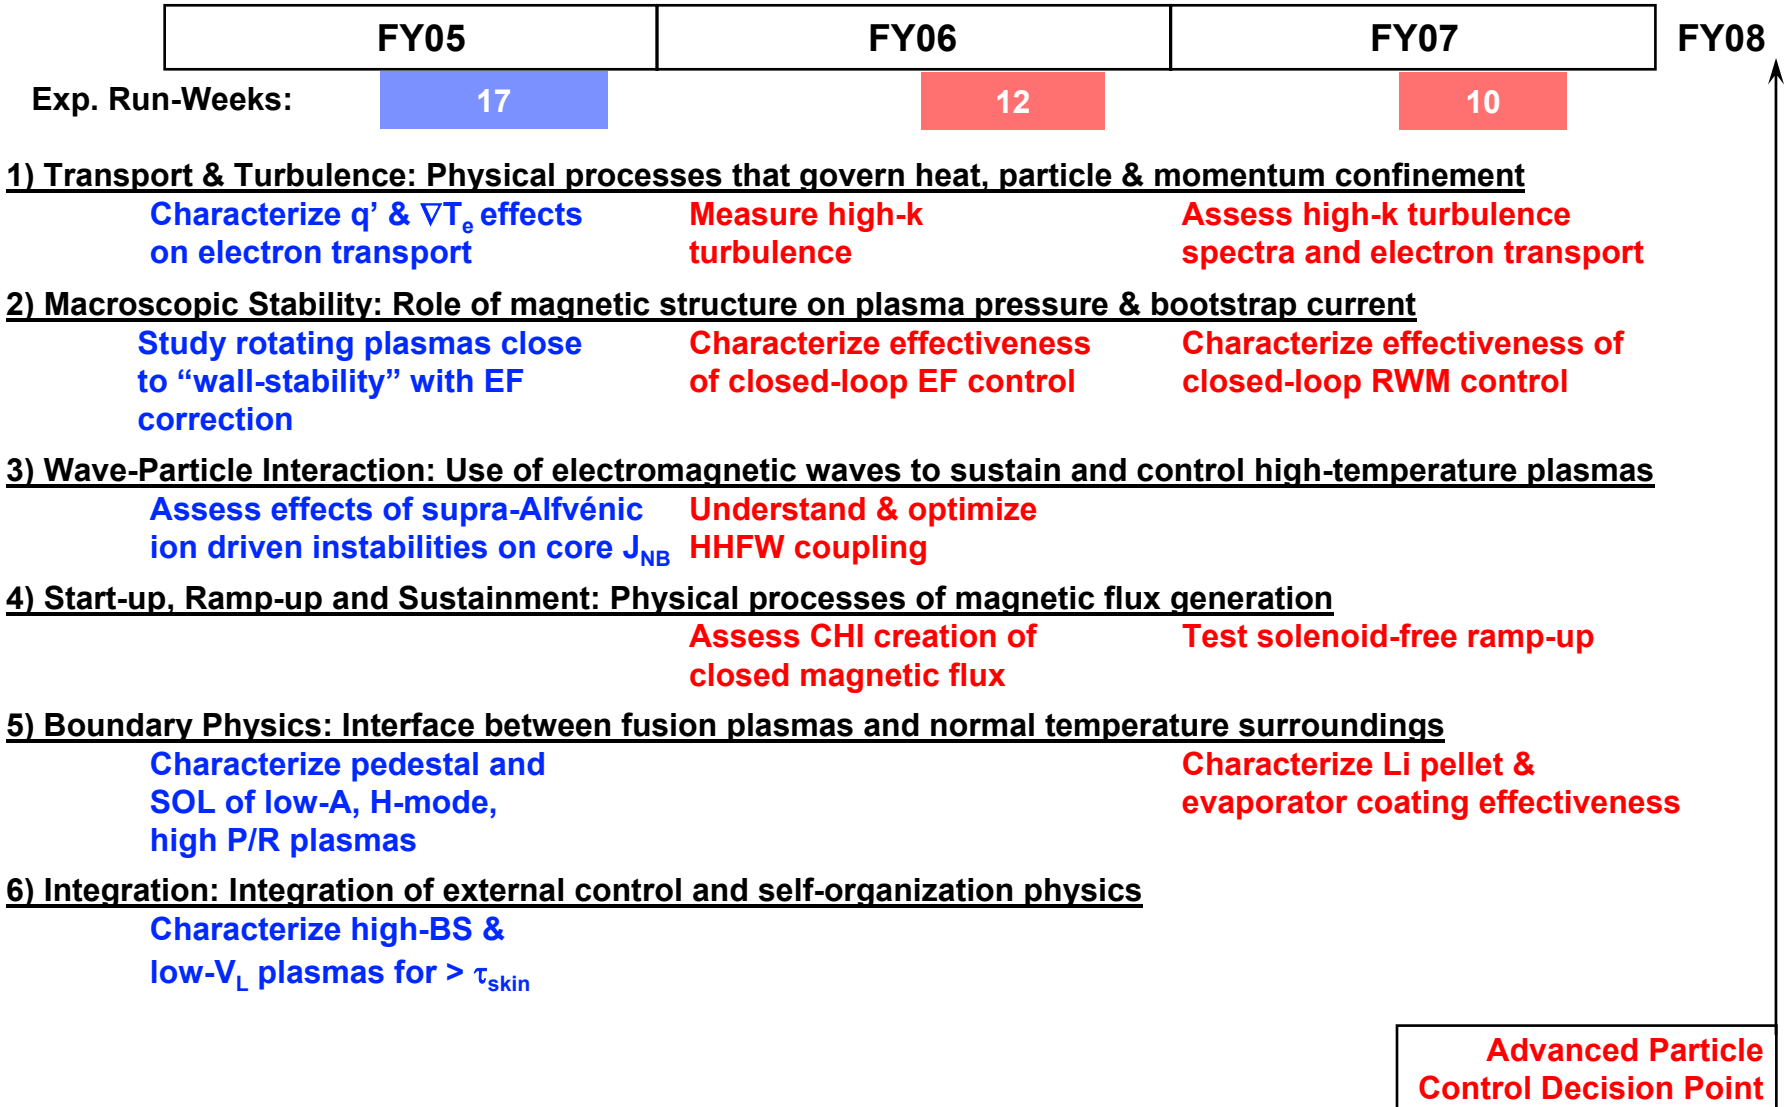 FY05 FY06 FY07 FY08
Exp. Run-Weeks: 17 12 10
1) Transport & Turbulence: Physical processes that govern heat, particle & momentum confinement
Characterize q' & ∇Te effects Measure high-k Assess high-k turbulence
on electron transport turbulence spectra and electron transport
2) Macroscopic Stability: Role of magnetic structure on plasma pressure & bootstrap current
Study rotating plasmas close Characterize effectiveness Characterize effectiveness of
to “wall-stability” with EF of closed-loop EF control closed-loop RWM control
correction
3) Wave-Particle Interaction: Use of electromagnetic waves to sustain and control high-temperature plasmas
Assess effects of supra-Alfvénic Understand & optimize
ion driven instabilities on core JNB HHFW coupling
4) Start-up, Ramp-up and Sustainment: Physical processes of magnetic flux generation
Assess CHI creation of Test solenoid-free ramp-up
closed magnetic flux
5) Boundary Physics: Interface between fusion plasmas and normal temperature surroundings
Characterize pedestal and Characterize Li pellet &
SOL of low-A, H-mode, evaporator coating effectiveness
high P/R plasmas
6) Integration: Integration of external control and self-organization physics
Characterize high-BS &
low-VL plasmas for > τskin
Advanced Particle
Control Decision Point